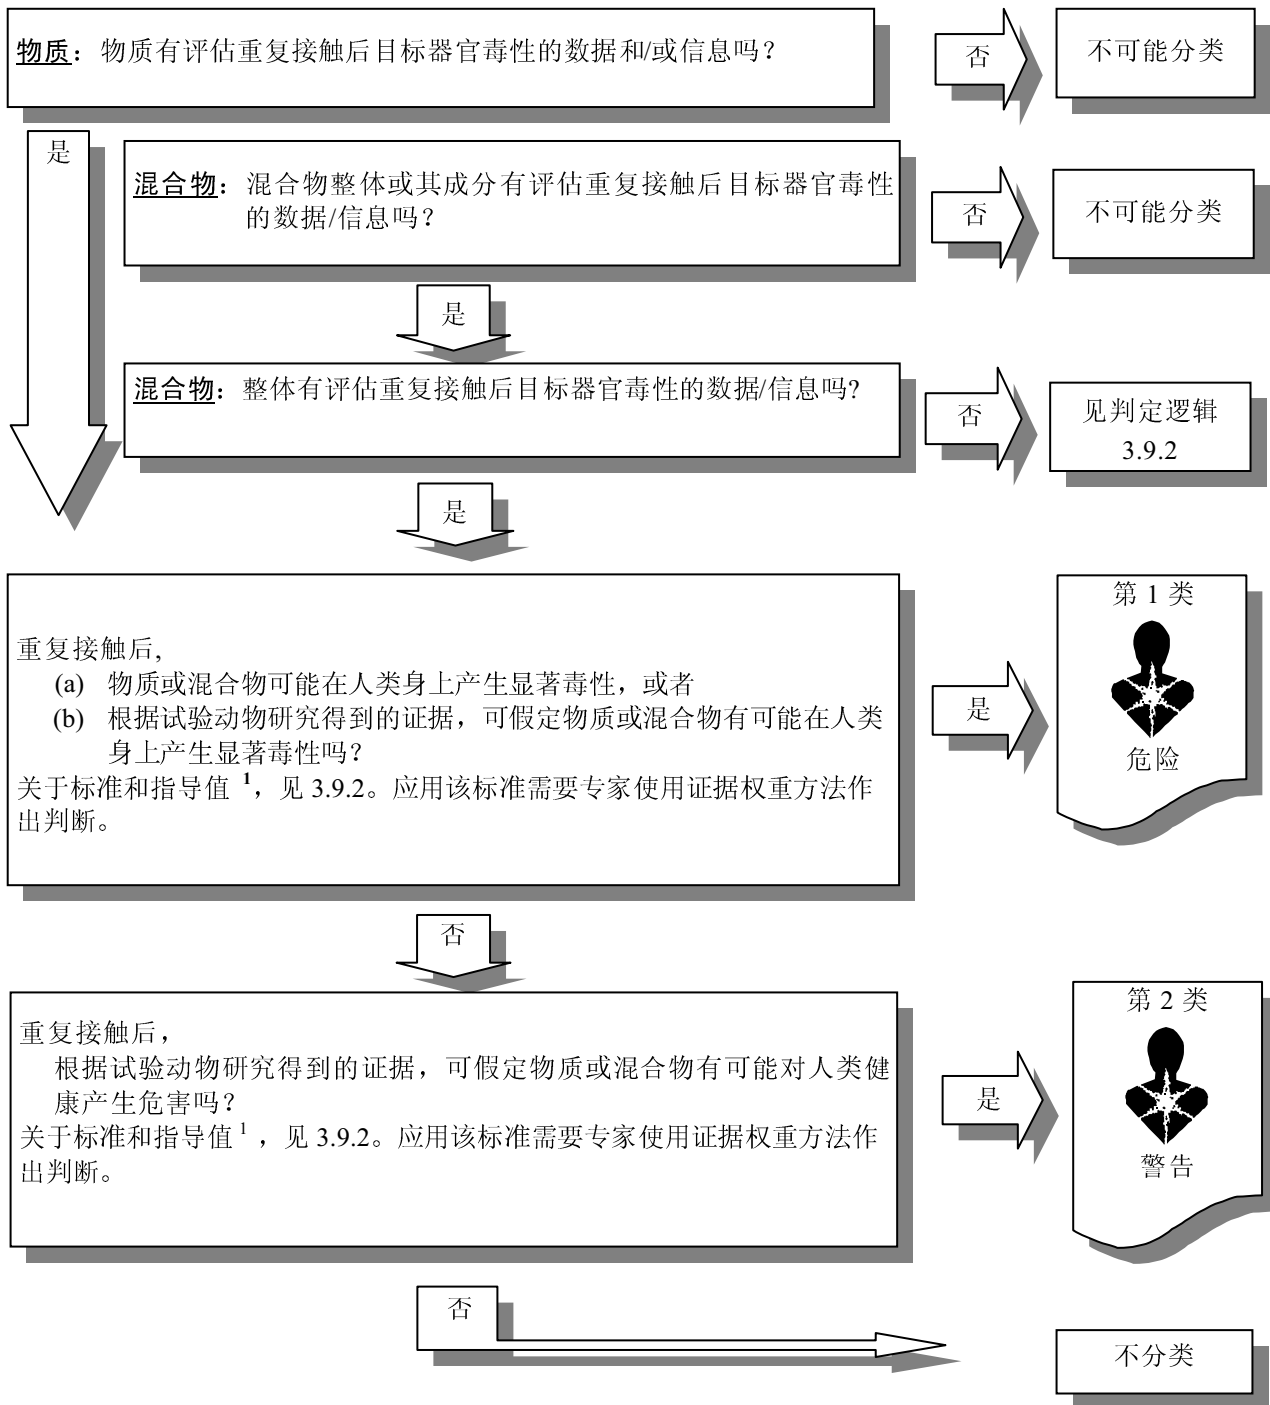 物质：物质有评估重复接触后目标器官毒性的数据和/或信息吗？
否
不可能分类
是
混合物：混合物整体或其成分有评估重复接触后目标器官毒性
的数据/信息吗？
否
不可能分类
是
混合物：整体有评估重复接触后目标器官毒性的数据/信息吗?
否
见判定逻辑
3.9.2
是
重复接触后,
(a) 物质或混合物可能在人类身上产生显著毒性，或者
(b) 根据试验动物研究得到的证据，可假定物质或混合物有可能在人类
身上产生显著毒性吗？
关于标准和指导值 1，见 3.9.2。应用该标准需要专家使用证据权重方法作
出判断。
是
第 1 类
危险
否
重复接触后，
根据试验动物研究得到的证据，可假定物质或混合物有可能对人类健
康产生危害吗？
关于标准和指导值 1 ，见 3.9.2。应用该标准需要专家使用证据权重方法作
出判断。
是
第 2 类
警告
否
不分类